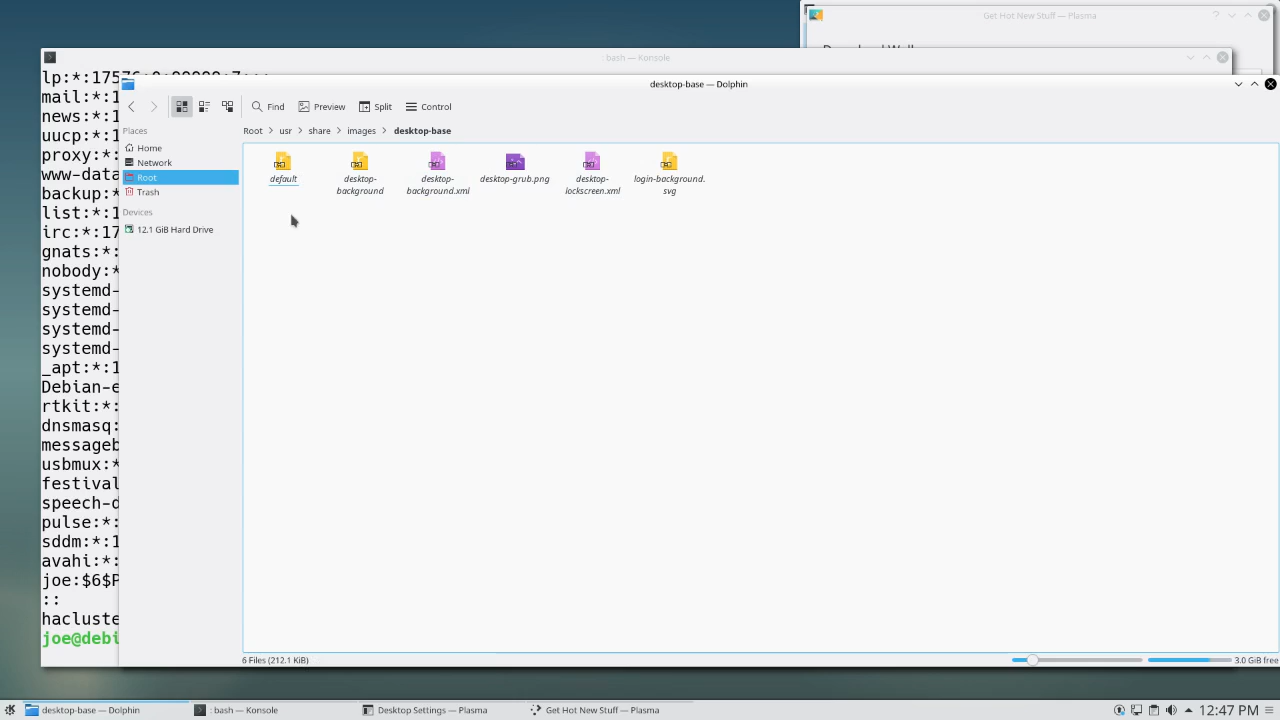 Get Hot New Stuff — Plasma
: bash — Konsole
lp:*:17
mail:*:1
news:*:1
uucp:*:
proxy:*:
www-data
backup:*
list:*:1
irc:*:17
gnats:*:
nobody:*
systemd-
systemd-
systemd-
systemd-
_apt:*:1
Debian-e
rtkit:*:
dnsmasq:
messageb
usbmux:*
festival
speech-d
pulse:*:
sddm:*:1
avahi:*:
joe:$6$P
::
hacluste
joe@debi
desktop-base — Dolphin
Find
Preview
Split
Control
Places
Home
Network
Root
Trash
Devices
12.1 GiB Hard Drive
Root > usr > share > images > desktop-base
default
desktop-
background
desktop-
background.xml
desktop-grub.png
desktop-
lockscreen.xml
login-background.
svg
6 Files (212.1 KiB)
3.0 GiB free
desktop-base — Dolphin
: bash — Konsole
Desktop Settings — Plasma
Get Hot New Stuff — Plasma
12:47 PM